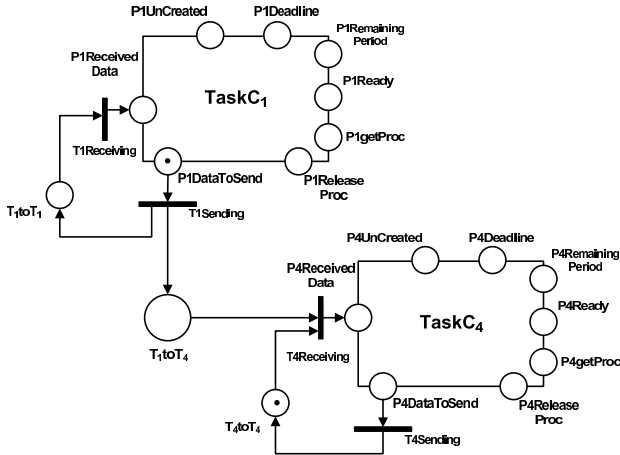 P1UnCreated
P1Deadline
P1Remaining
Period
P1Received
Data
TaskC1
P1Ready
P1getProc
T1Receiving
P1DataToSend
P1Release
Proc
T1toT1
T1Sending
P4UnCreated
P4Deadline
P4Remaining
Period
P4Received
Data
TaskC4
P4Ready
T1toT4
T4Receiving
P4getProc
P4DataToSend
P4Release
Proc
T4toT4
T4Sending